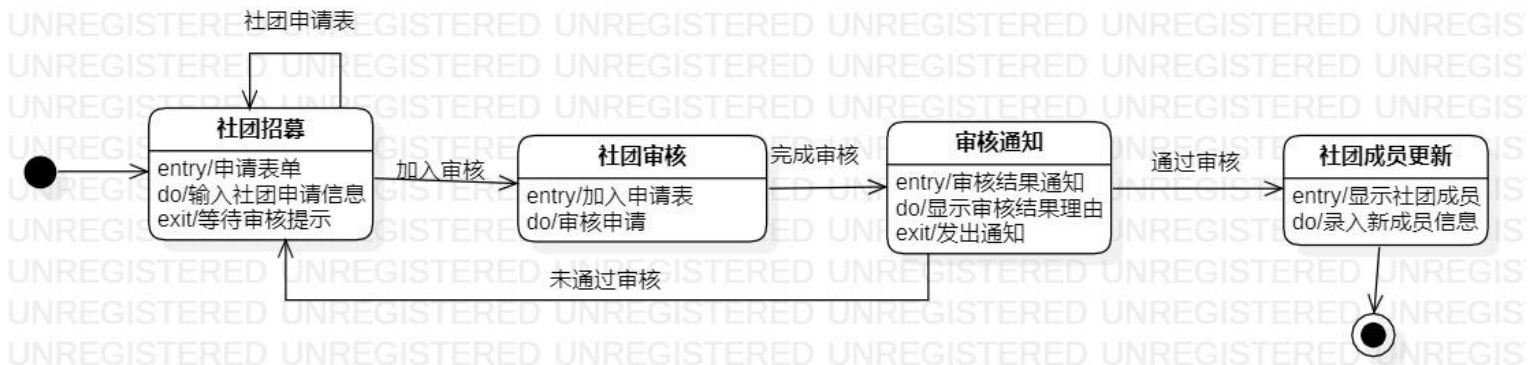 社团申请表
社团招募
entry/申请表单
do/输入社团申请信息
exit/等待审核提示
加入审核
社团审核
entry/加入申请表
do/审核申请
完成审核
审核通知
entry/审核结果通知
do/显示审核结果理由
exit/发出通知
通过审核
社团成员更新
entry/显示社团成员
do/录入新成员信息
未通过审核
UNREGISTERED UNREGISTERED UNREGISTERED UNREGISTERED UNREGISTERED UNREGIS